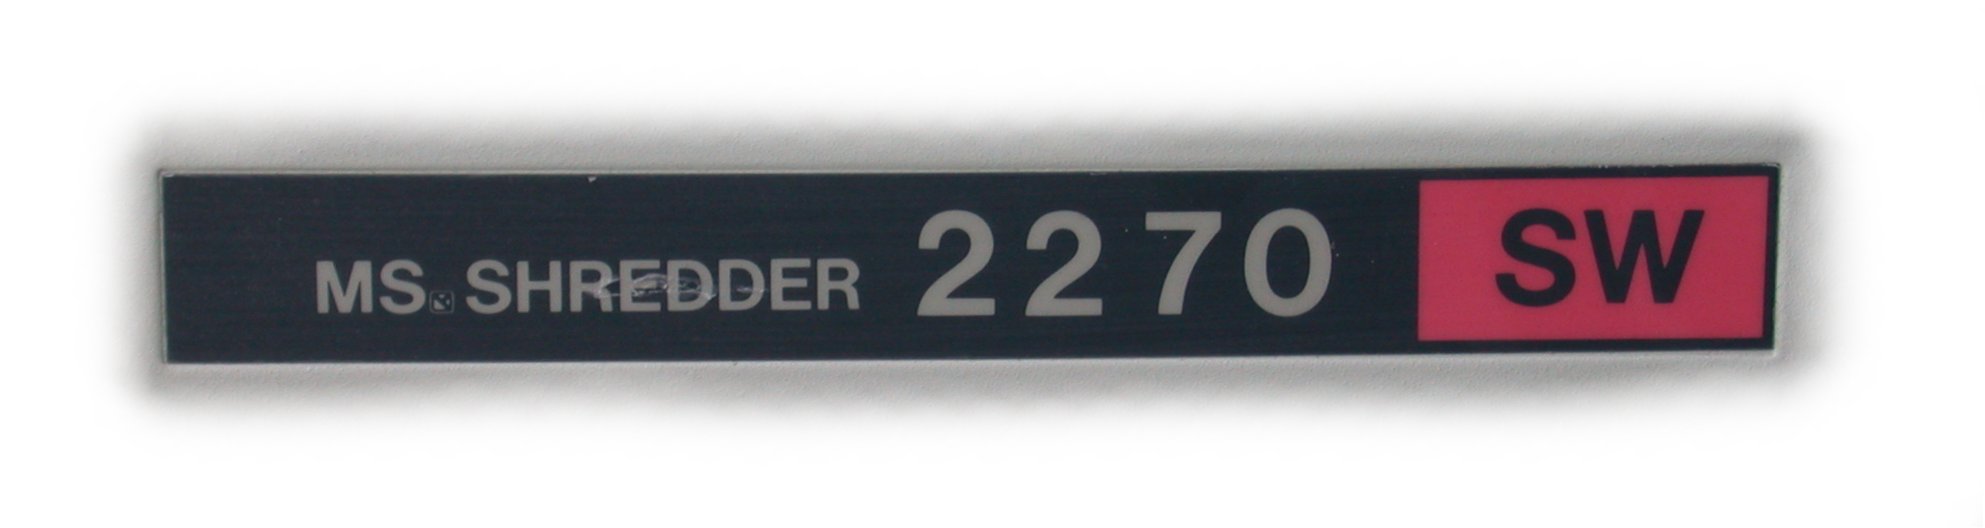 MS. SHREDDER 2270 SW